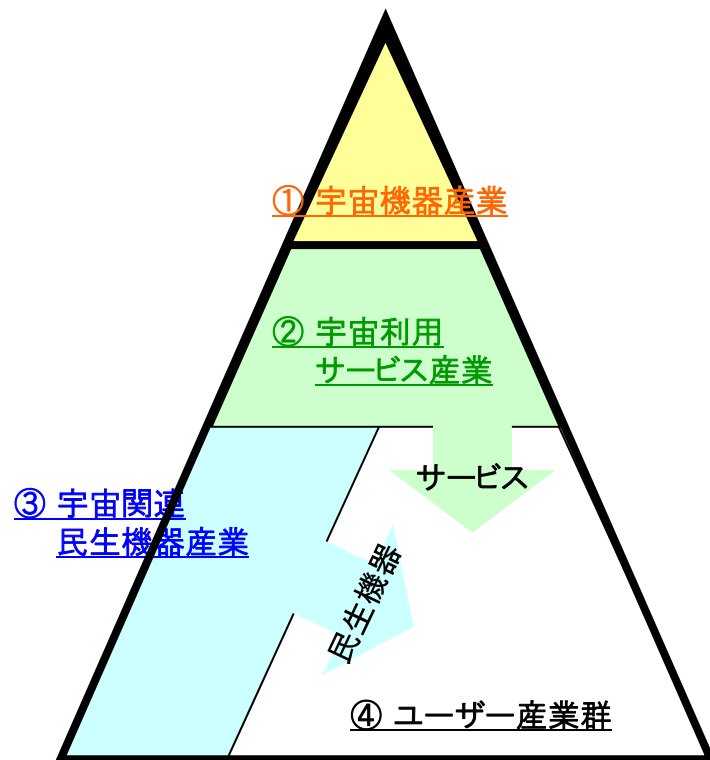 ① 宇宙機器産業
② 宇宙利用
サービス産業
サービス
③ 宇宙関連
民生機器産業
民生機器
④ ユーザー産業群